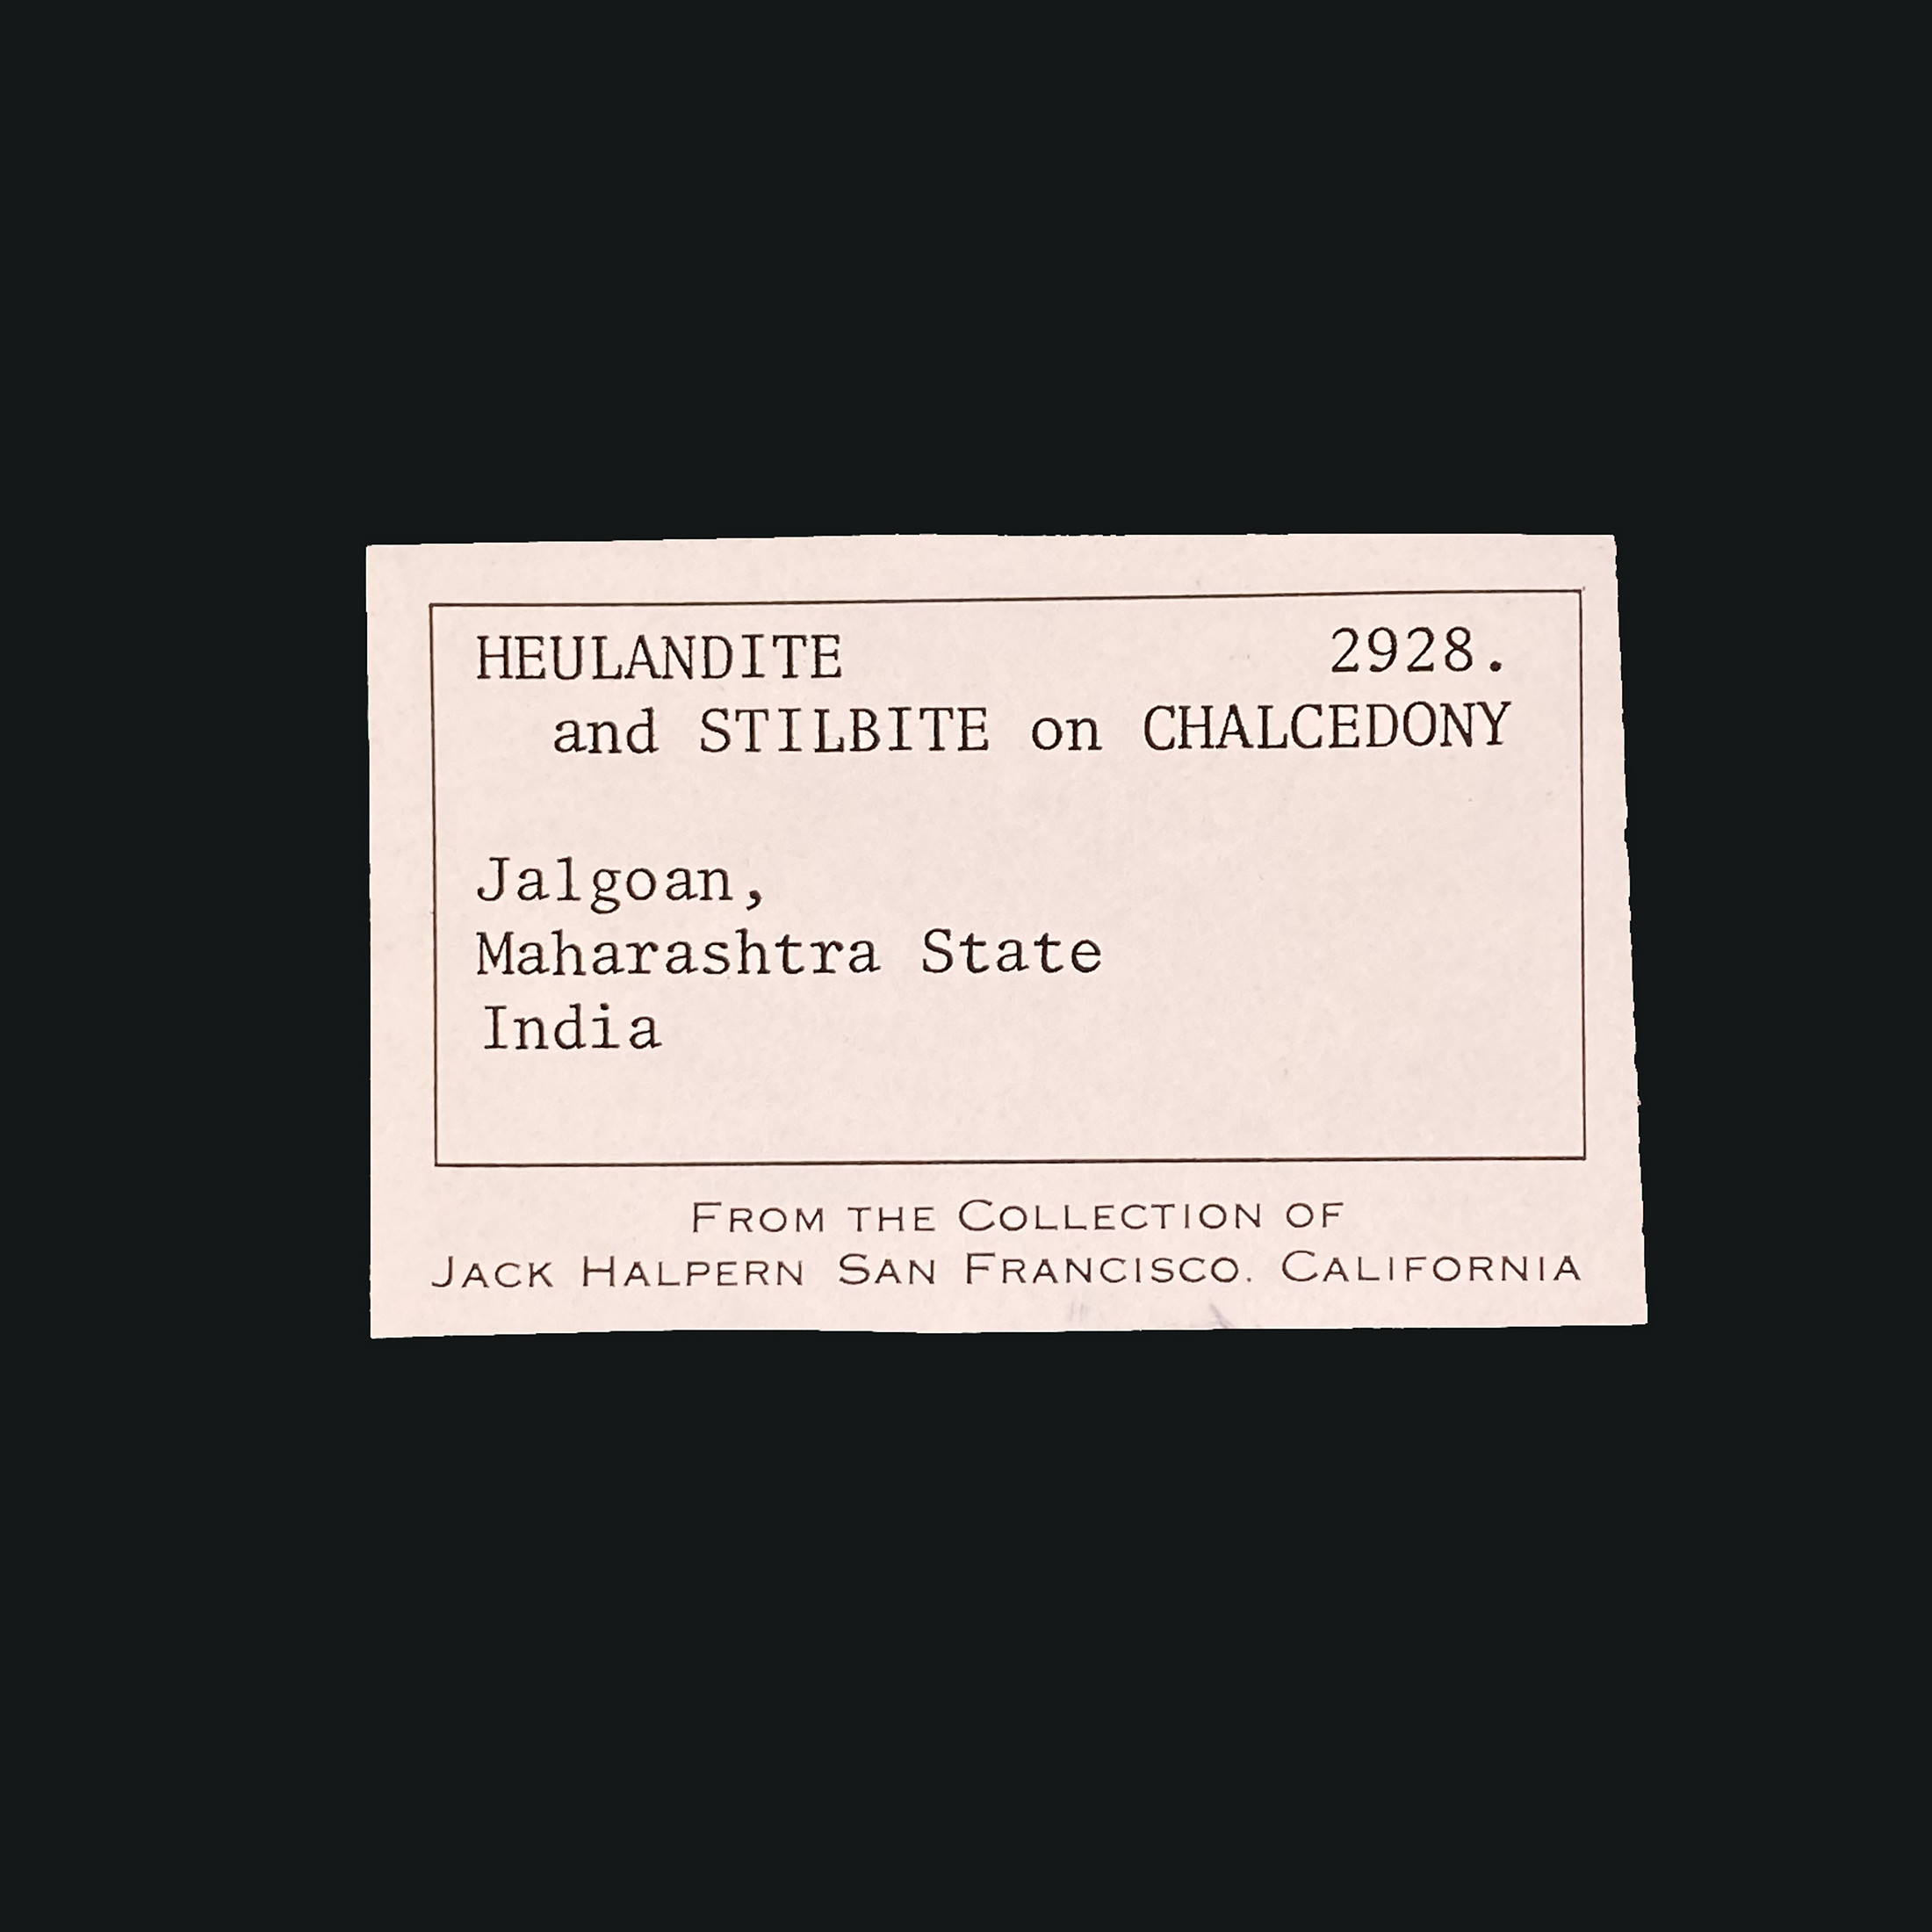 HEULANDITE 2928.
and STILBITE on CHALCEDONY
Jalgoan,
Maharashtra State
India
FROM THE COLLECTION OF
JACK HALPERN SAN FRANCISCO. CALIFORNIA